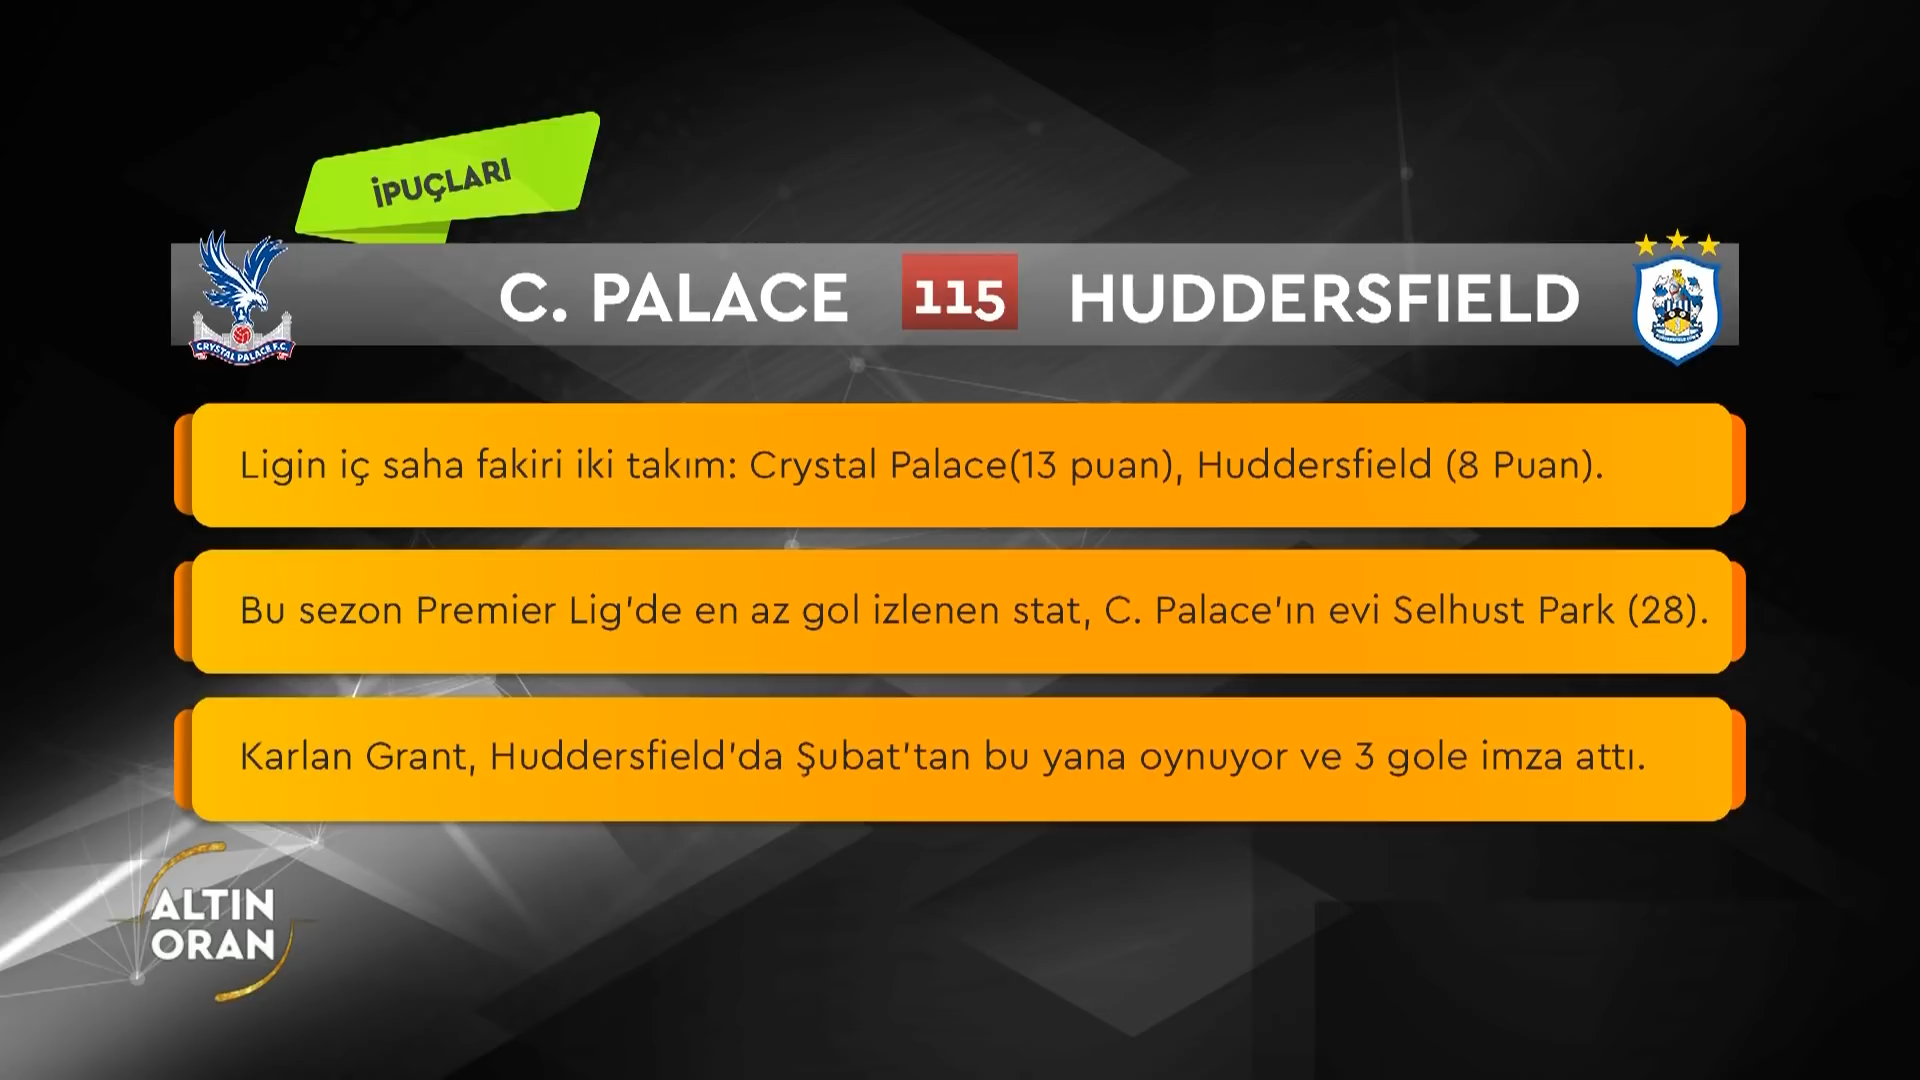 İPUÇLARI
C. PALACE 115 HUDDERSFIELD
CRYSTAL PALACE F.C.
Ligin iç saha fakiri iki takım: Crystal Palace(13 puan), Huddersfield (8 Puan).
Bu sezon Premier Lig'de en az gol izlenen stat, C. Palace'ın evi Selhust Park (28).
Karlan Grant, Huddersfield'da Şubat'tan bu yana oynuyor ve 3 gole imza attı.
ALTIN
ORAN